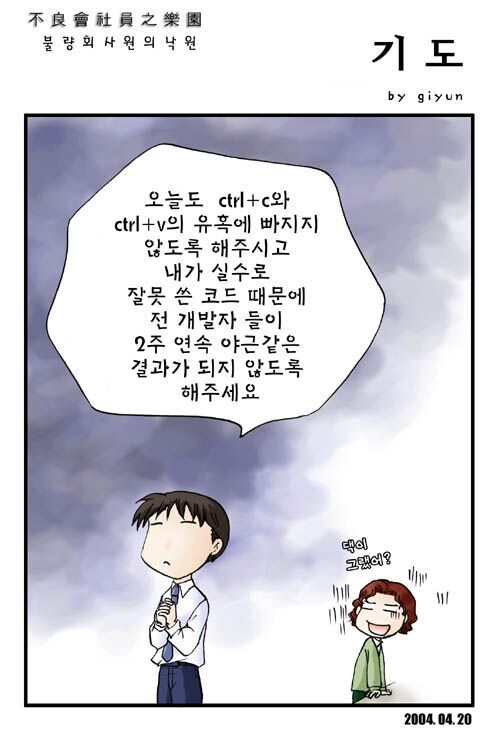 不良會社員之樂園
불량회사원의낙원
기도
by giyun
오늘도 ctrl+c와
ctrl+v의 유혹에 빠지지
않도록 해주시고
내가 실수로
잘못 쓴 코드 때문에
전 개발자 들이
2주 연속 야근같은
결과가 되지 않도록
해주세요
댁이
그랬어?
2004.04.20